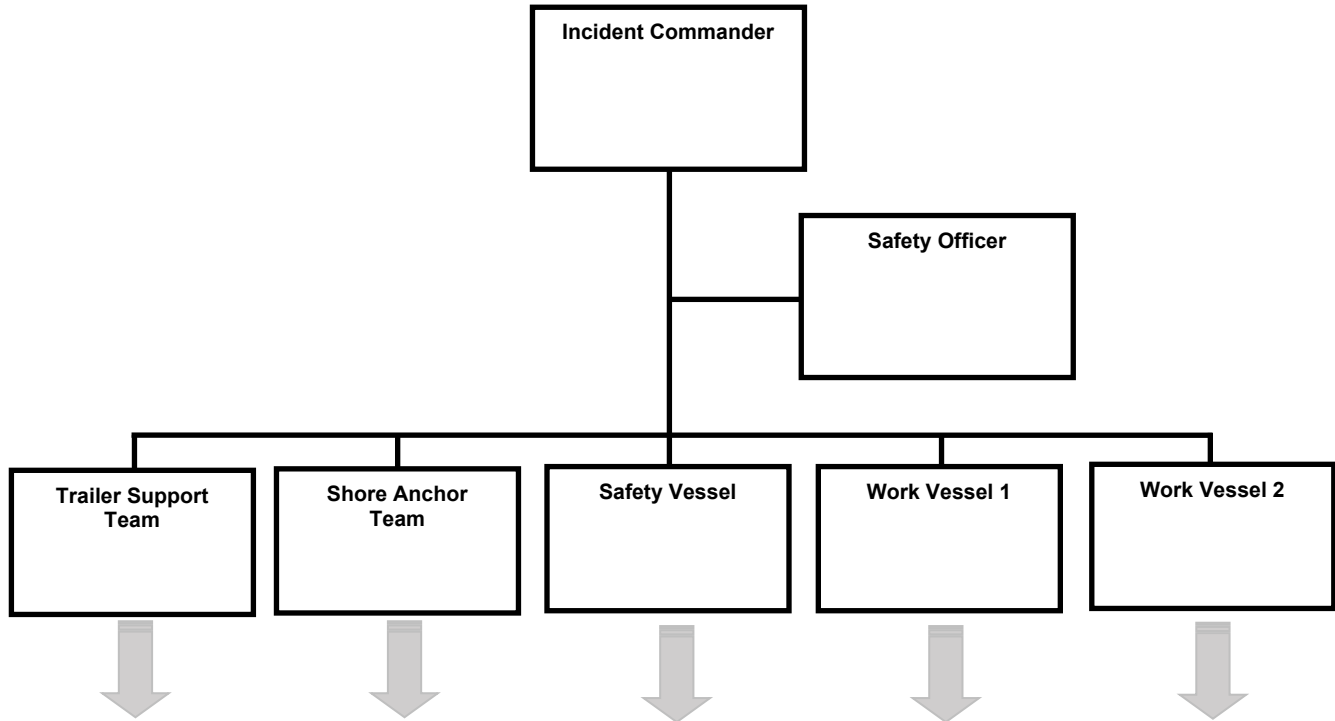 Incident Commander
Safety Officer
Trailer Support
Team
Shore Anchor
Team
Safety Vessel
Work Vessel 1
Work Vessel 2